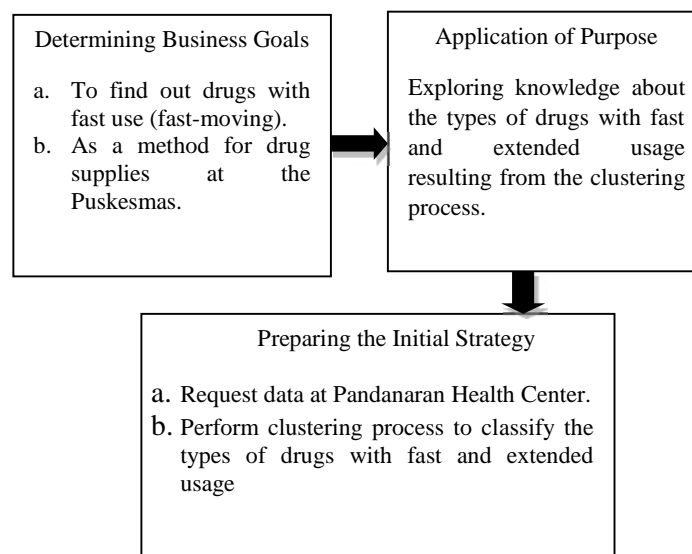 Determining Business Goals
a. To find out drugs with
fast use (fast-moving).
b. As a method for drug
supplies at the
Puskesmas.
Application of Purpose
Exploring knowledge about
the types of drugs with fast
and extended usage
resulting from the clustering
process.
Preparing the Initial Strategy
a. Request data at Pandanaran Health Center.
b. Perform clustering process to classify the
types of drugs with fast and extended
usage